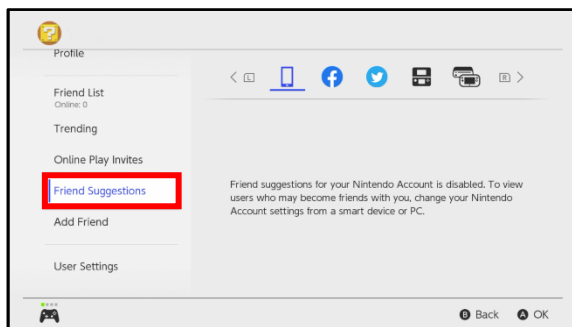 Profile
Friend List
Online: 0
Trending
Online Play Invites
Friend Suggestions
Add Friend
User Settings
L
R
Friend suggestions for your Nintendo Account is disabled. To view
users who may become friends with you, change your Nintendo
Account settings from a smart device or PC.
B Back A OK